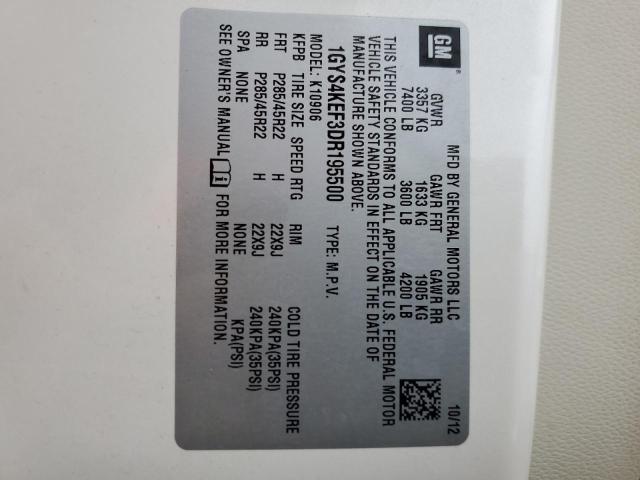 GM ®
MFD BY GENERAL MOTORS LLC 10/12
GVWR GAWR FRT GAWR RR
3357 KG 1633 KG 1905 KG
7400 LB 3600 LB 4200 LB
THIS VEHICLE CONFORMS TO ALL APPLICABLE U.S. FEDERAL MOTOR
VEHICLE SAFETY STANDARDS IN EFFECT ON THE DATE OF
MANUFACTURE SHOWN ABOVE.
1GYS4KEF3DR195500 TYPE: M.P.V.
MODEL: K10906
KFPB TIRE SIZE SPEED RTG RIM COLD TIRE PRESSURE
FRT P285/45R22 H 22X9J 240KPA(35PSI)
RR P285/45R22 H 22X9J 240KPA(35PSI)
SPA NONE NONE KPA(PSI)
SEE OWNER'S MANUAL FOR MORE INFORMATION.